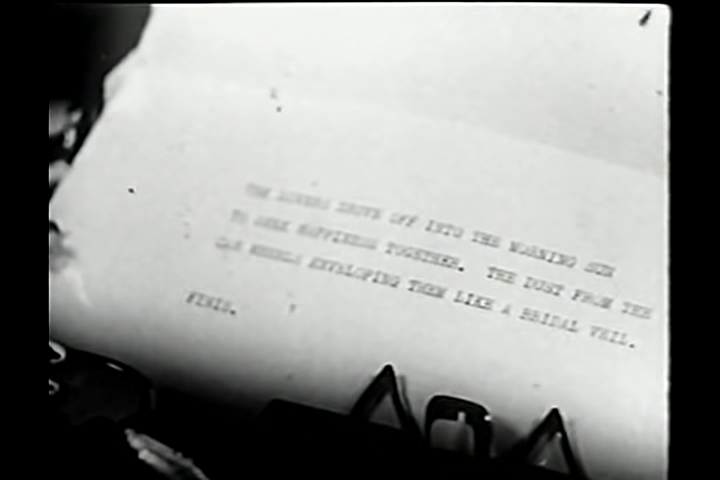 THE LOVERS DROVE OFF INTO THE MORNING SUN
TO SEEK HAPPINESS TOGETHER. THE DUST FROM THE
CAR WHEELS ENVELOPING THEM LIKE A BRIDAL VEIL.
FINIS.